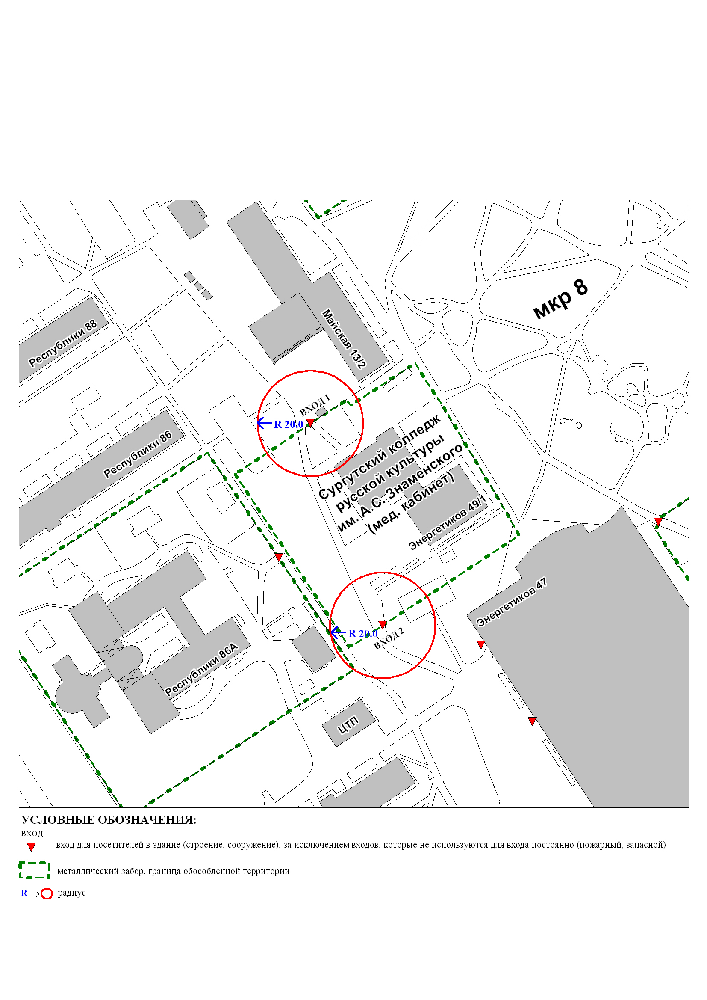 мкр 8
Майская 13/2
Республики 88
ВХОД 1
R 20.0
Сургутский колледж
русской культуры
им. А.С. Знаменского
(мед. кабинет)
Энергетиков 49/1
Республики 86
Энергетиков 47
R 20.0
ВХОД 2
Республики 86А
ЦТП
УСЛОВНЫЕ ОБОЗНАЧЕНИЯ:
ВХОД
вход для посетителей в здание (строение, сооружение), за исключением входов, которые не используются для входа постоянно (пожарный, запасной)
металлический забор, граница обособленной территории
R радиус